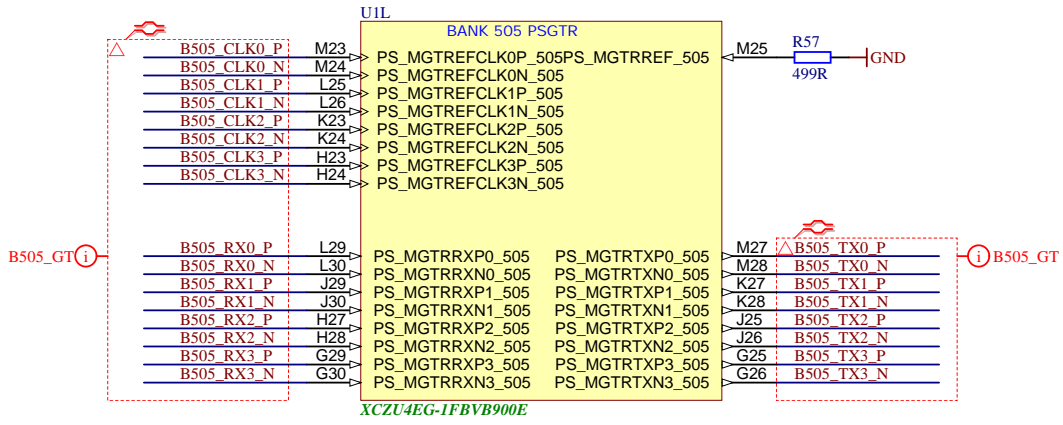 U1L
BANK 505 PSGTR
B505_CLK0_P M23 PS_MGTREFCLK0P_505 PS_MGTRREF_505 M25 R57 499R GND
B505_CLK0_N M24 PS_MGTREFCLK0N_505
B505_CLK1_P L25 PS_MGTREFCLK1P_505
B505_CLK1_N L26 PS_MGTREFCLK1N_505
B505_CLK2_P K23 PS_MGTREFCLK2P_505
B505_CLK2_N K24 PS_MGTREFCLK2N_505
B505_CLK3_P H23 PS_MGTREFCLK3P_505
B505_CLK3_N H24 PS_MGTREFCLK3N_505
B505_GT i B505_RX0_P L29 PS_MGTRRXP0_505 PS_MGTRTXP0_505 M27 B505_TX0_P i B505_GT
B505_RX0_N L30 PS_MGTRRXN0_505 PS_MGTRTXN0_505 M28 B505_TX0_N
B505_RX1_P J29 PS_MGTRRXP1_505 PS_MGTRTXP1_505 K27 B505_TX1_P
B505_RX1_N J30 PS_MGTRRXN1_505 PS_MGTRTXN1_505 K28 B505_TX1_N
B505_RX2_P H27 PS_MGTRRXP2_505 PS_MGTRTXP2_505 J25 B505_TX2_P
B505_RX2_N H28 PS_MGTRRXN2_505 PS_MGTRTXN2_505 J26 B505_TX2_N
B505_RX3_P G29 PS_MGTRRXP3_505 PS_MGTRTXP3_505 G25 B505_TX3_P
B505_RX3_N G30 PS_MGTRRXN3_505 PS_MGTRTXN3_505 G26 B505_TX3_N
XCZU4EG-1FBVB900E